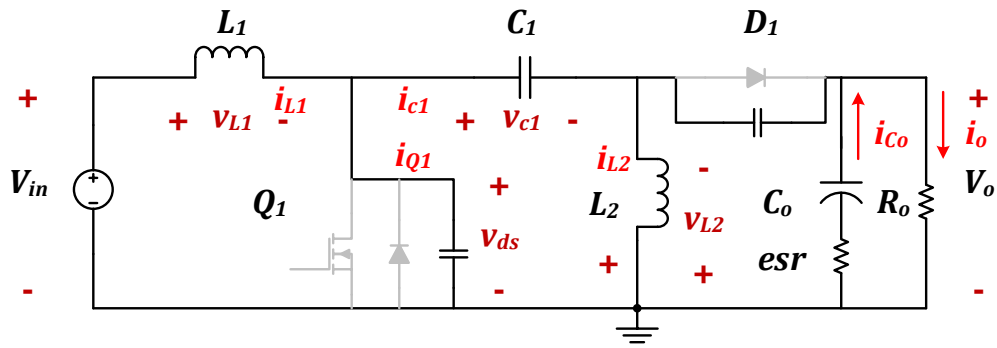 L1
C1
D1
+
iL1
ic1
+
+
vL1
-
+
vc1
-
iCo
io
iQ1
iL2
-
Vin
+
-
+
L2
Co
Ro
Vo
Q1
vds
vL2
+
+
esr
-
-
-